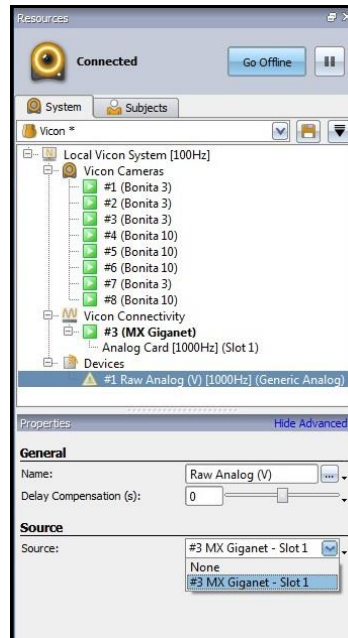 Resources
Connected
Go Offline
System
Subjects
Vicon *
Local Vicon System [100Hz]
Vicon Cameras
#1 (Bonita 3)
#2 (Bonita 3)
#3 (Bonita 3)
#4 (Bonita 10)
#5 (Bonita 10)
#6 (Bonita 10)
#7 (Bonita 3)
#8 (Bonita 10)
Vicon Connectivity
#3 (MX Giganet)
Analog Card [1000Hz] (Slot 1)
Devices
#1 Raw Analog (V) [1000Hz] (Generic Analog)
Properties Hide Advanced
General
Name: Raw Analog (V) ...
Delay Compensation (s): 0
Source
Source: #3 MX Giganet - Slot 1
None
#3 MX Giganet - Slot 1